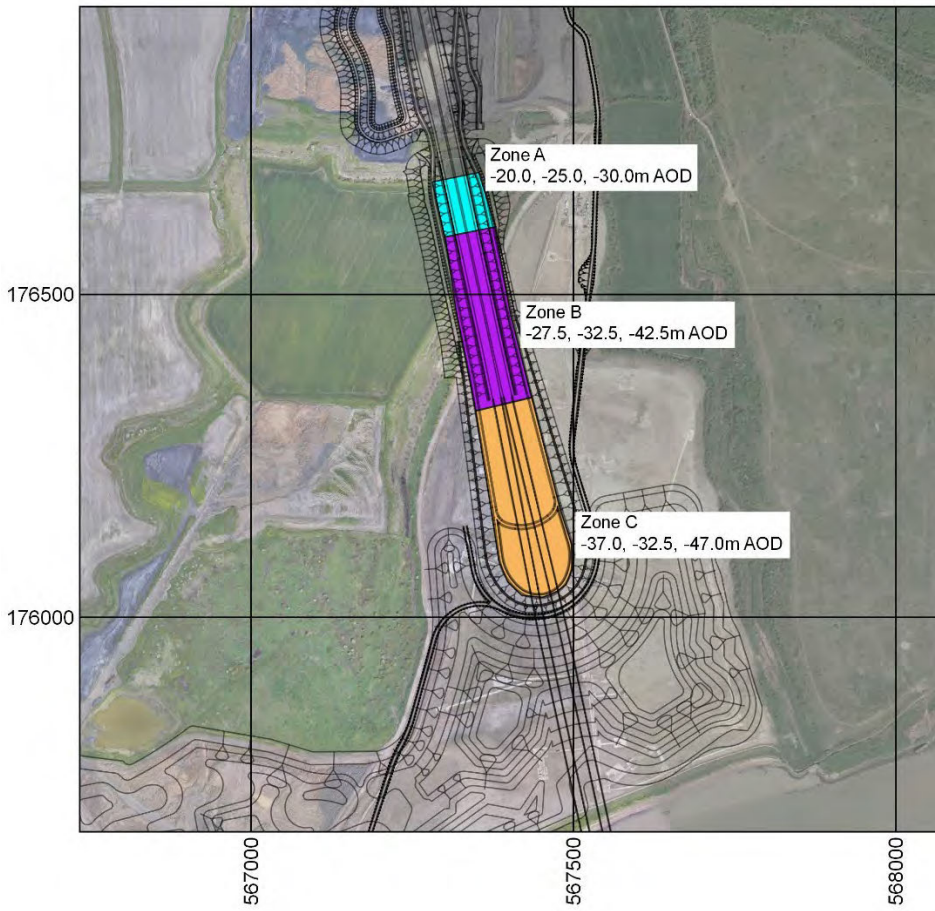 Zone A
-20.0, -25.0, -30.0m AOD
176500
Zone B
-27.5, -32.5, -42.5m AOD
Zone C
-37.0, -32.5, -47.0m AOD
176000
567000
567500
568000